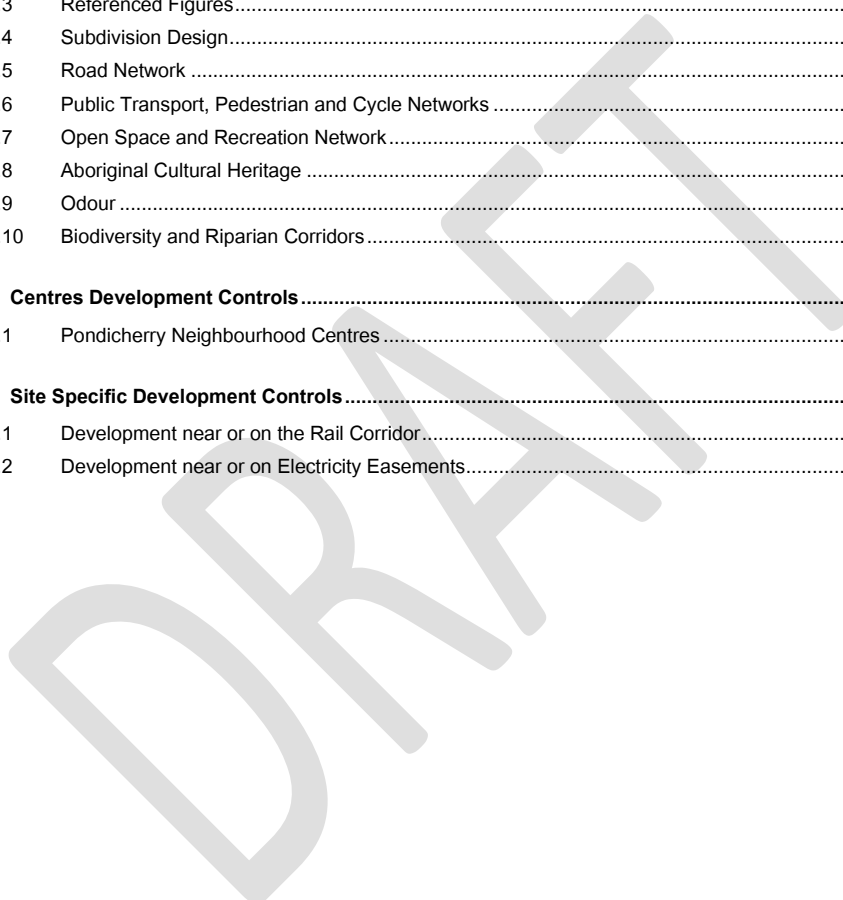 3 Referenced Figures
4 Subdivision Design
5 Road Network
6 Public Transport, Pedestrian and Cycle Networks
7 Open Space and Recreation Network
8 Aboriginal Cultural Heritage
9 Odour
10 Biodiversity and Riparian Corridors
Centres Development Controls
1 Pondicherry Neighbourhood Centres
Site Specific Development Controls
1 Development near or on the Rail Corridor
2 Development near or on Electricity Easements
DRAFT